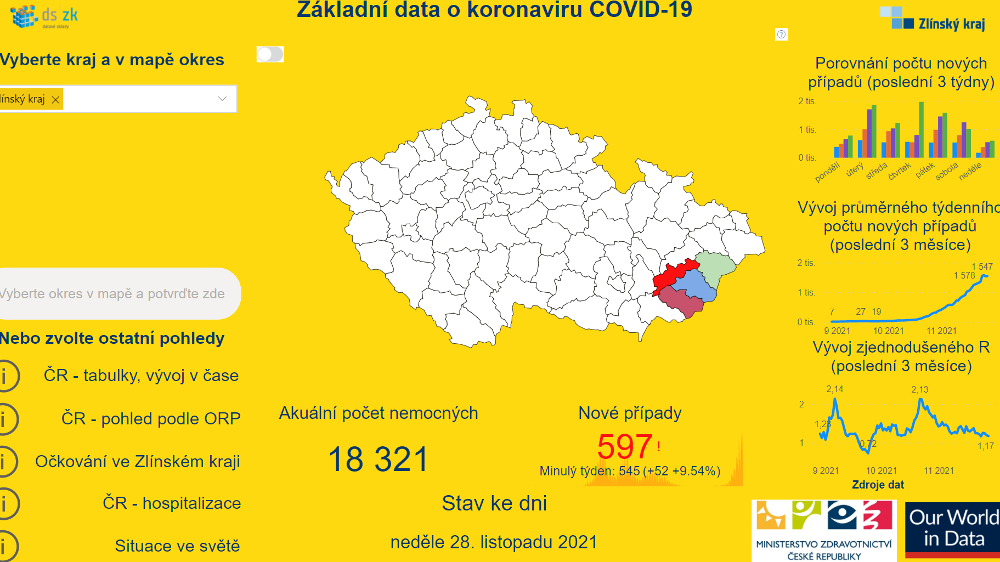 ds zk
datové sklady
Základní data o koronaviru COVID-19
Zlínský kraj
Vyberte kraj a v mapě okres
línský kraj
Vyberte okres v mapě a potvrďte zde
Nebo zvolte ostatní pohledy
ČR - tabulky, vývoj v čase
ČR - pohled podle ORP
Očkování ve Zlínském kraji
ČR - hospitalizace
Situace ve světě
Akuální počet nemocných
18 321
Nové případy
597 !
Minulý týden: 545 (+52 +9.54%)
Stav ke dni
neděle 28. listopadu 2021
Porovnání počtu nových
případů (poslední 3 týdny)
2 tis.
1 tis.
0 tis.
pondělí úterý středa čtvrtek pátek sobota neděle
Vývoj průměrného týdenního
počtu nových případů
(poslední 3 měsíce)
2 tis.
1 547
1 578
1 tis.
7 27 19
0 tis.
9 2021 10 2021 11 2021
Vývoj zjednodušeného R
(poslední 3 měsíce)
2,14 2,13
2
1,23
1
0,72 1,17
9 2021 10 2021 11 2021
Zdroje dat
MINISTERSTVO ZDRAVOTNICTVÍ
ČESKÉ REPUBLIKY
Our World
in Data